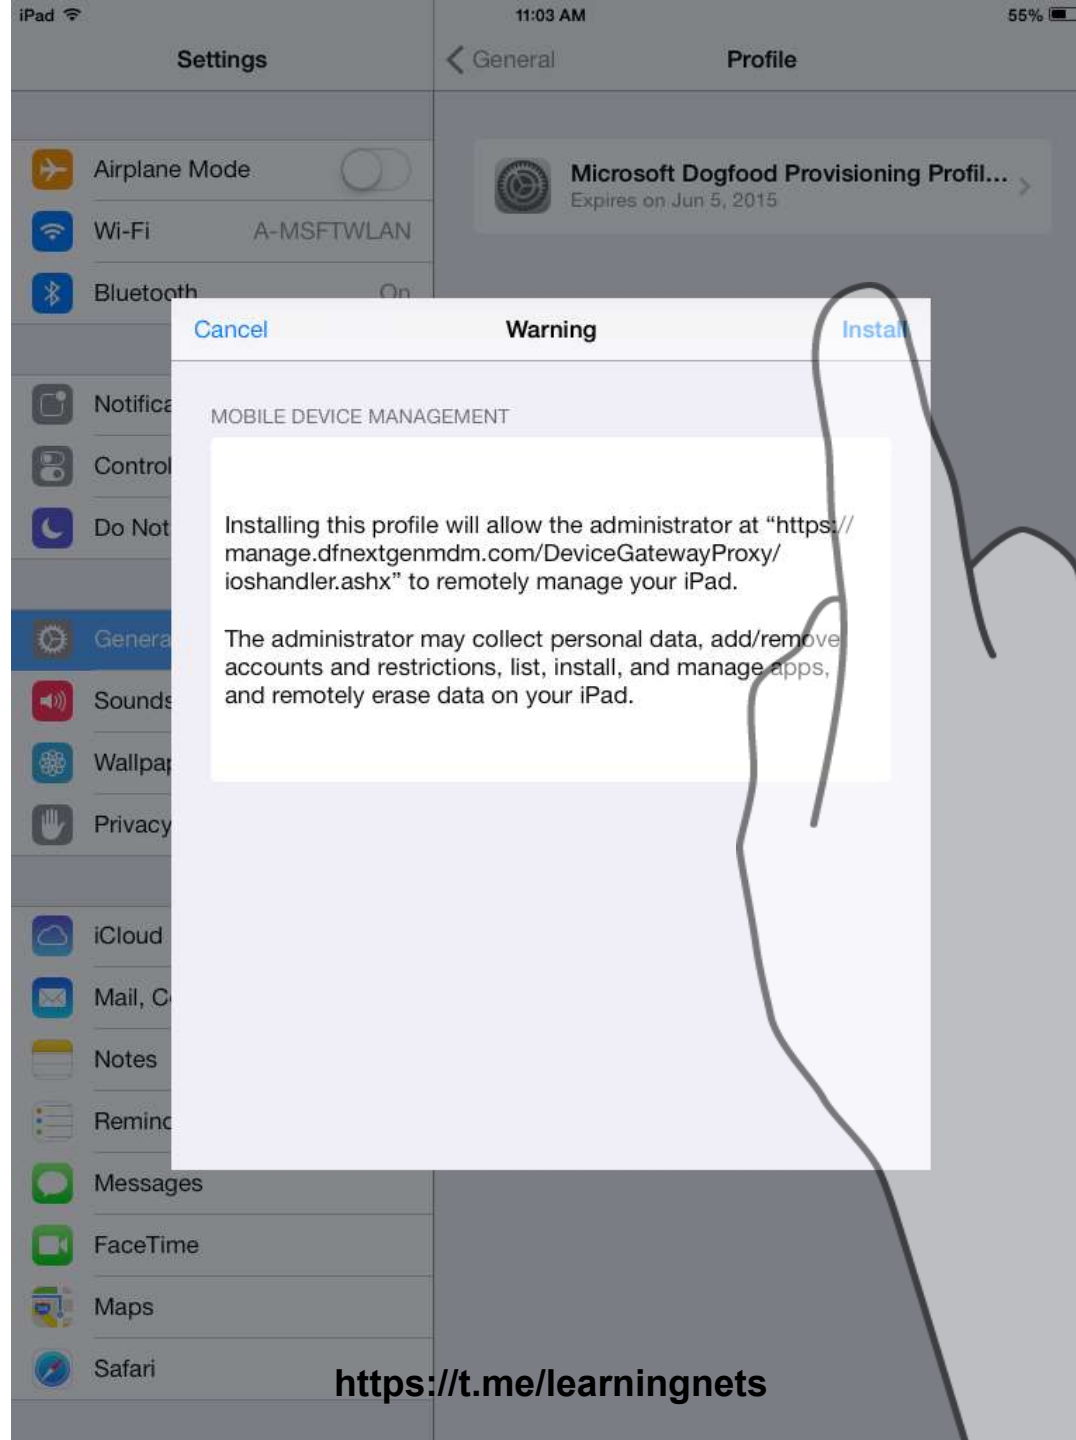 iPad
11:03 AM
55%
Settings
General
Profile
Airplane Mode
Microsoft Dogfood Provisioning Profil...
Expires on Jun 5, 2015
Wi-Fi
A-MSFTWLAN
Bluetooth
On
Cancel
Warning
Install
Notifica
MOBILE DEVICE MANAGEMENT
Control
Do Not
Installing this profile will allow the administrator at “https://
manage.dfnextgenmdm.com/DeviceGatewayProxy/
ioshandler.ashx” to remotely manage your iPad.
Genera
The administrator may collect personal data, add/remove
accounts and restrictions, list, install, and manage apps,
and remotely erase data on your iPad.
Sounds
Wallpap
Privacy
iCloud
Mail, C
Notes
Remind
Messages
FaceTime
Maps
Safari
https://t.me/learningnets